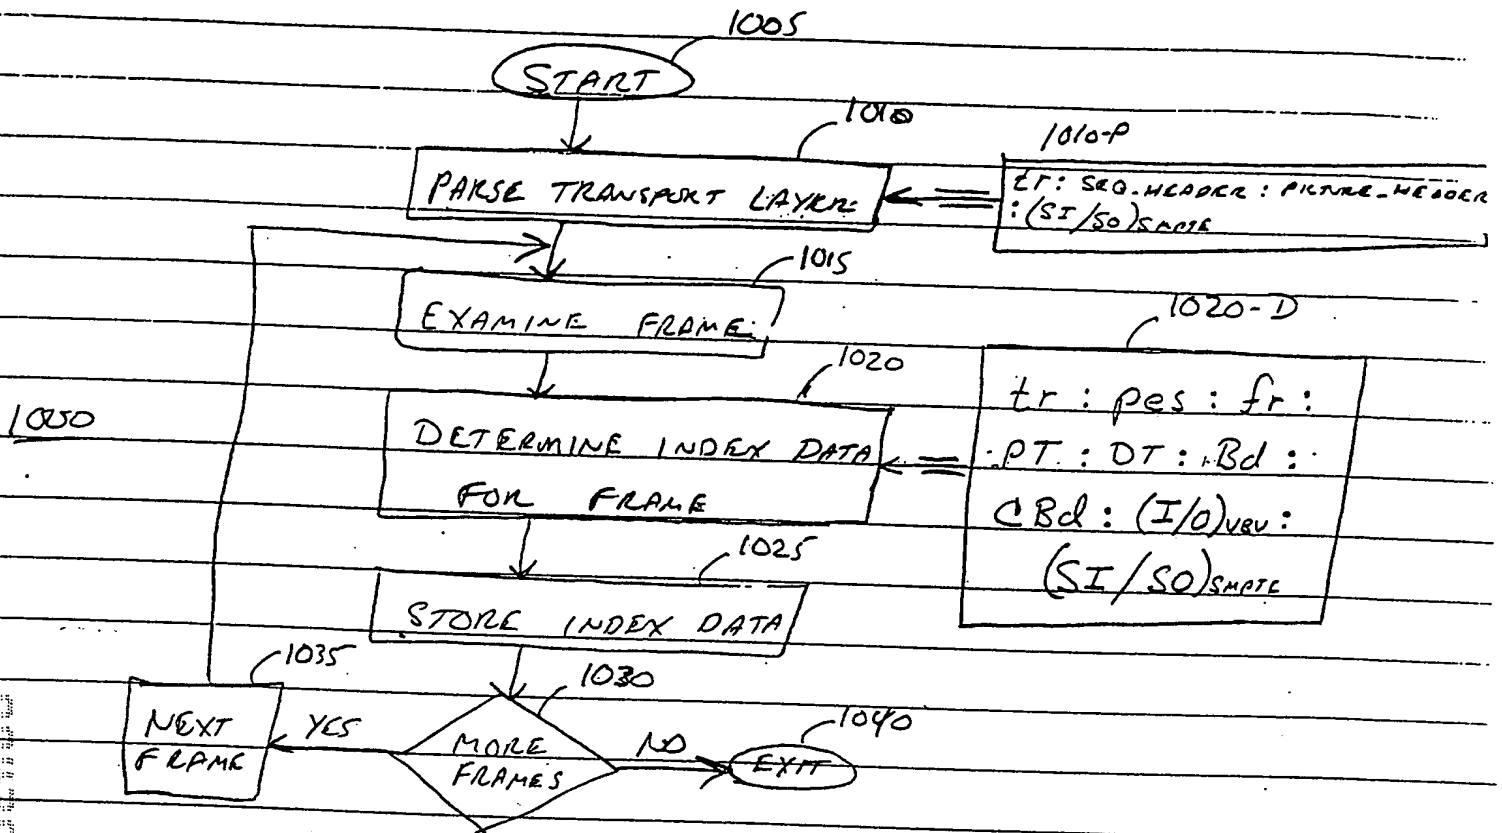 1005
START
1010
1010-P
PARSE TRANSPORT LAYER
tr: SEQ_HEADER : PICTURE_HEADER
: (SI/SO)SMPTE
1015
EXAMINE FRAME
1020-D
1020
tr : pes : fr :
1000
DETERMINE INDEX DATA
: PT : DT : Bd :
FOR FRAME
CBd : (I/O)VBV :
1025
(SI/SO)SMPTE
STORE INDEX DATA
1035
1030
1040
NEXT
FRAME
YES
MORE
FRAMES
NO
EXIT